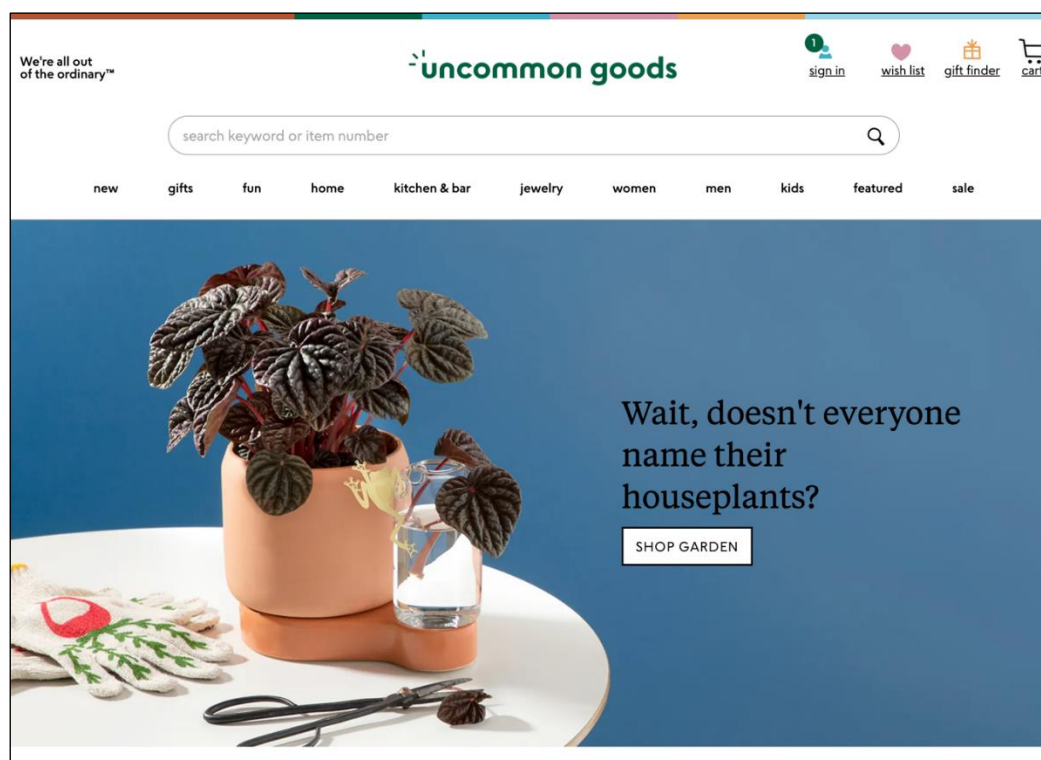 We're all out
of the ordinary™
uncommon goods
1
sign in
wish list
gift finder
cart
search keyword or item number
new gifts fun home kitchen & bar jewelry women men kids featured sale
Wait, doesn't everyone
name their
houseplants?
SHOP GARDEN